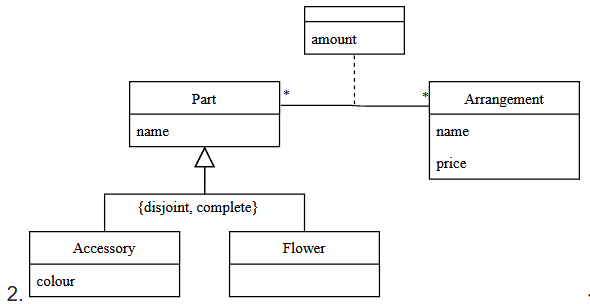 amount
Part
*
*
Arrangement
name
name
price
{disjoint, complete}
Accessory
Flower
colour
2.